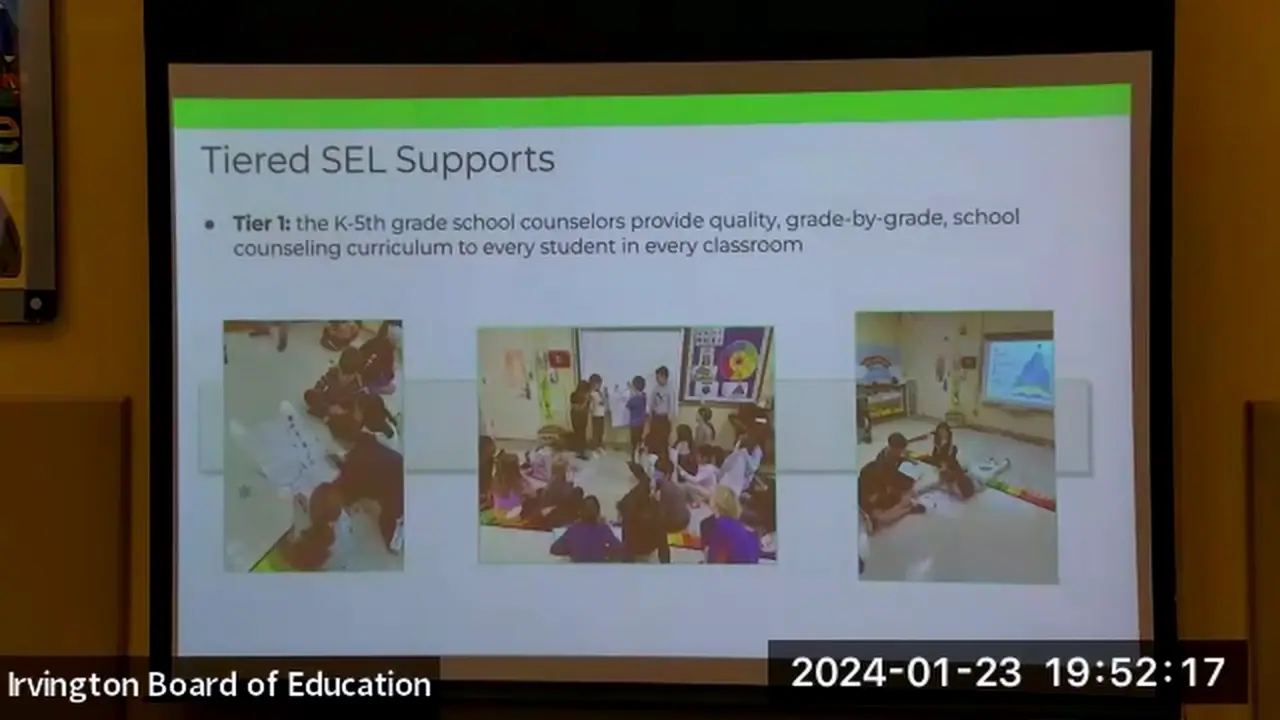 Tiered SEL Supports
● Tier 1: the K-5th grade school counselors provide quality, grade-by-grade, school
counseling curriculum to every student in every classroom
Irvington Board of Education
2024-01-23 19:52:17